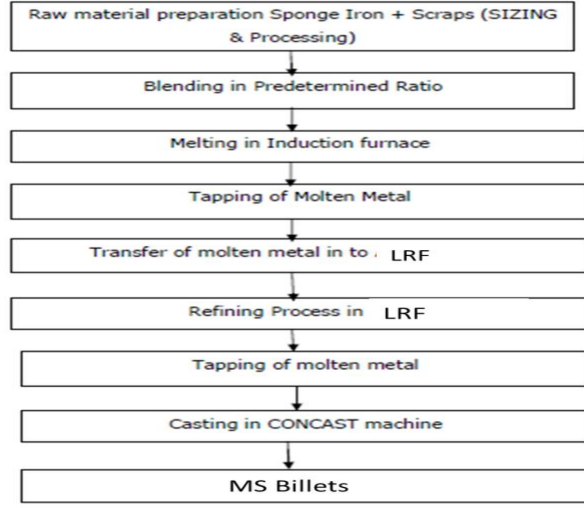 Raw material preparation Sponge Iron + Scraps (SIZING
& Processing)
Blending in Predetermined Ratio
Melting in Induction furnace
Tapping of Molten Metal
Transfer of molten metal in to LRF
Refining Process in LRF
Tapping of molten metal
Casting in CONCAST machine
MS Billets